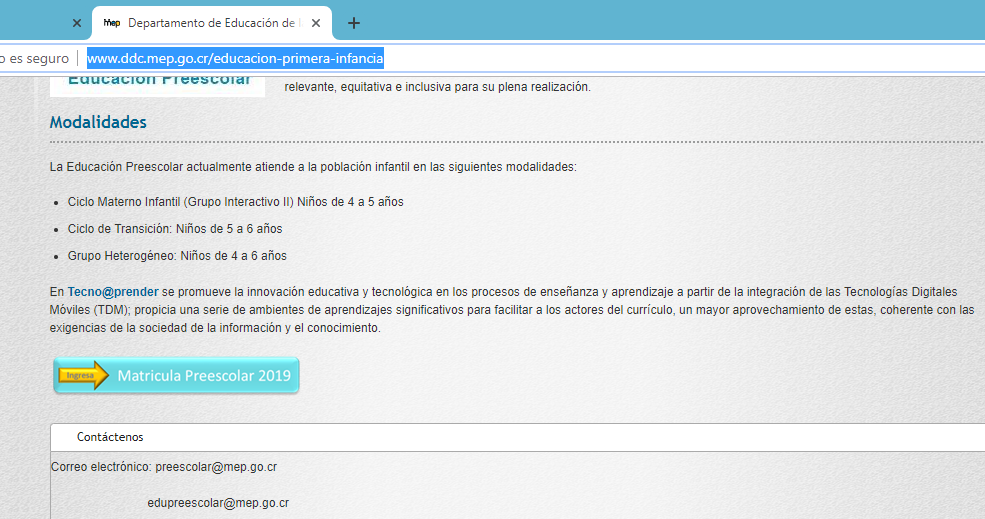 mep Departamento de Educación de
o es seguro | www.ddc.mep.go.cr/educacion-primera-infancia
Educación Preescolar
relevante, equitativa e inclusiva para su plena realización.
Modalidades
La Educación Preescolar actualmente atiende a la población infantil en las siguientes modalidades:
• Ciclo Materno Infantil (Grupo Interactivo II) Niños de 4 a 5 años
• Ciclo de Transición: Niños de 5 a 6 años
• Grupo Heterogéneo: Niños de 4 a 6 años
En Tecno@prender se promueve la innovación educativa y tecnológica en los procesos de enseñanza y aprendizaje a partir de la integración de las Tecnologías Digitales
Móviles (TDM); propicia una serie de ambientes de aprendizajes significativos para facilitar a los actores del currículo, un mayor aprovechamiento de estas, coherente con las
exigencias de la sociedad de la información y el conocimiento.
Ingresa Matricula Preescolar 2019
Contáctenos
Correo electrónico: preescolar@mep.go.cr
edupreescolar@mep.go.cr